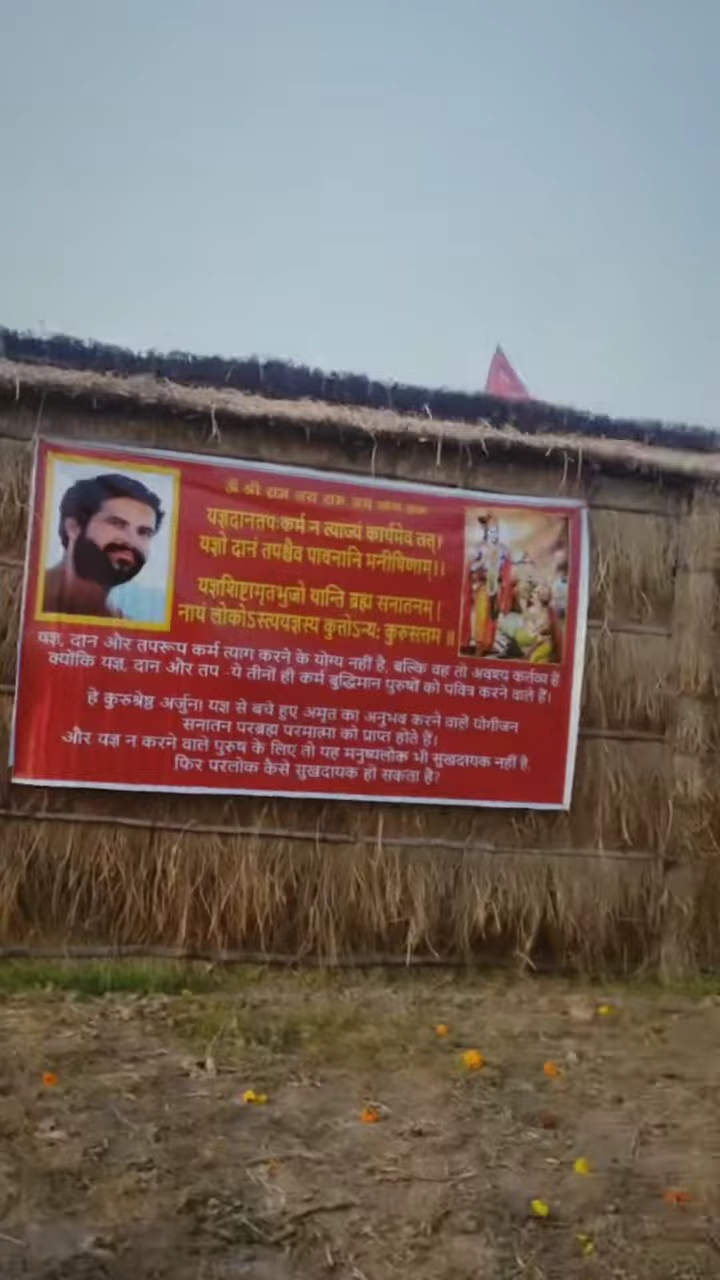 ॐ श्री राम जय राम जय जय राम
यज्ञदानतपःकर्म न त्याज्यं कार्यमेव तत्।
यज्ञो दानं तपश्चैव पावनानि मनीषिणाम्।।
यज्ञशिष्टामृतभुजो यान्ति ब्रह्म सनातनम्।
नायं लोकोऽस्त्ययज्ञस्य कुतोऽन्यः कुरुसत्तम ॥
यज्ञ, दान और तपरूप कर्म त्याग करने के योग्य नहीं है, बल्कि वह तो अवश्य कर्तव्य है
क्योंकि यज्ञ, दान और तप -ये तीनों ही कर्म बुद्धिमान पुरुषों को पवित्र करने वाले हैं।
हे कुरुश्रेष्ठ अर्जुन! यज्ञ से बचे हुए अमृत का अनुभव करने वाले योगीजन
सनातन परब्रह्म परमात्मा को प्राप्त होते हैं।
और यज्ञ न करने वाले पुरुष के लिए तो यह मनुष्यलोक भी सुखदायक नहीं है,
फिर परलोक कैसे सुखदायक हो सकता है?